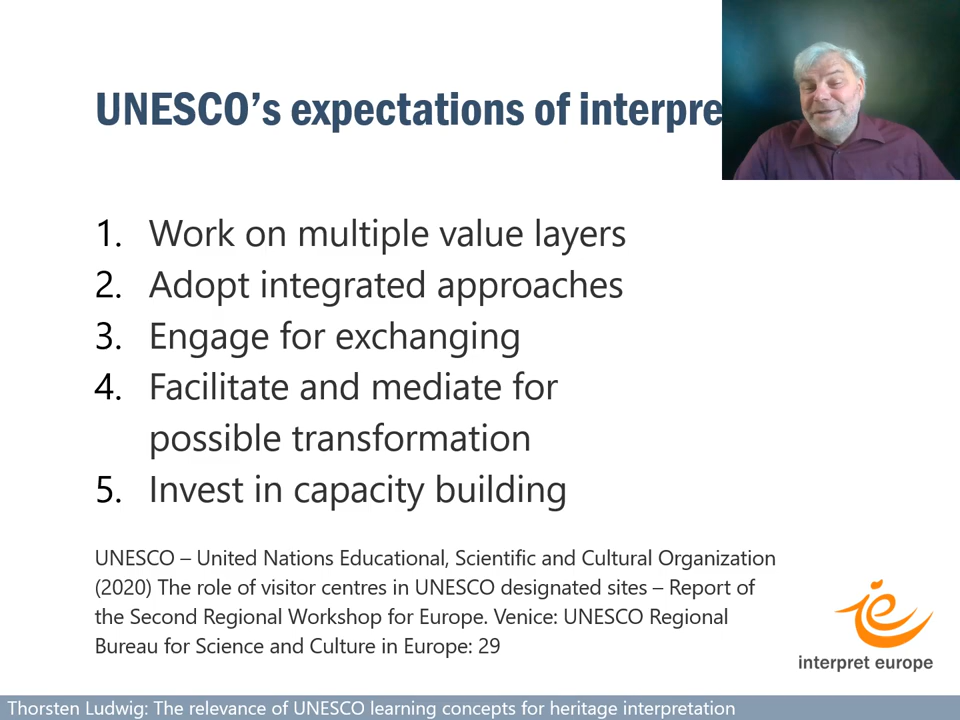 UNESCO’s expectations of interpre
1. Work on multiple value layers
2. Adopt integrated approaches
3. Engage for exchanging
4. Facilitate and mediate for
possible transformation
5. Invest in capacity building
UNESCO – United Nations Educational, Scientific and Cultural Organization
(2020) The role of visitor centres in UNESCO designated sites – Report of
the Second Regional Workshop for Europe. Venice: UNESCO Regional
Bureau for Science and Culture in Europe: 29
interpret europe
Thorsten Ludwig: The relevance of UNESCO learning concepts for heritage interpretation